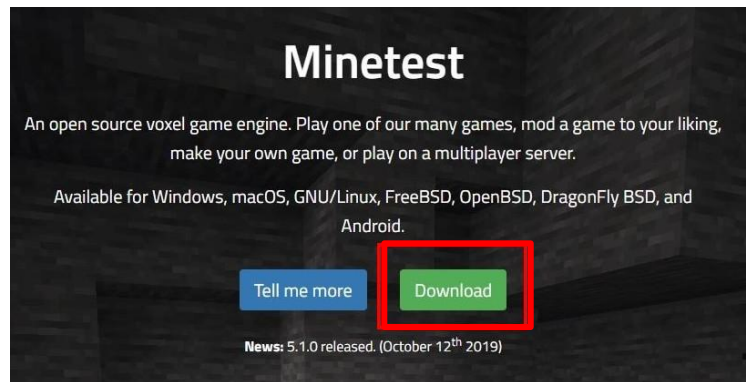 Minetest
An open source voxel game engine. Play one of our many games, mod a game to your liking,
make your own game, or play on a multiplayer server.
Available for Windows, macOS, GNU/Linux, FreeBSD, OpenBSD, DragonFly BSD, and
Android.
Tell me more Download
News: 5.1.0 released. (October 12th 2019)